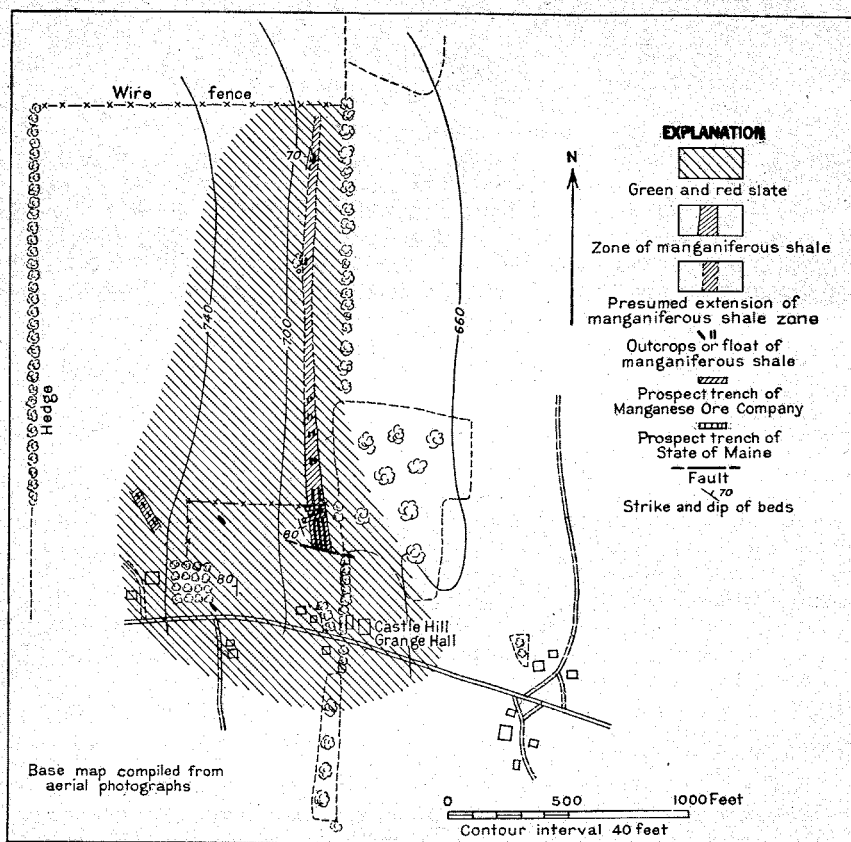 Wire fence
Hedge
740
700
660
70
80
80
Castle Hill
Grange Hall
N
EXPLANATION
Green and red slate
Zone of manganiferous shale
Presumed extension of
manganiferous shale zone
Outcrops or float of
manganiferous shale
Prospect trench of
Manganese Ore Company
Prospect trench of
State of Maine
Fault
70
Strike and dip of beds
Base map compiled from
aerial photographs
0 500 1000 Feet
Contour interval 40 feet